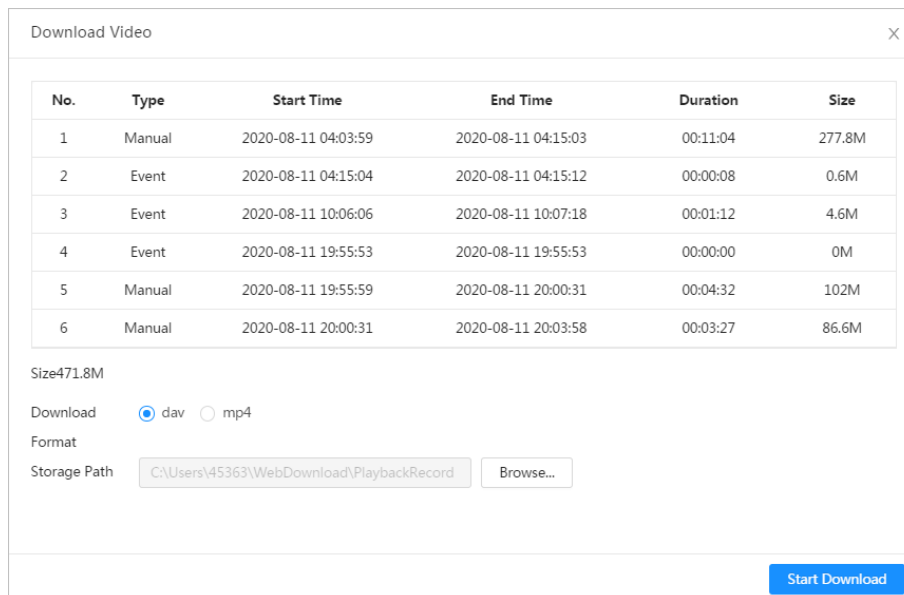 Download Video
No. Type Start Time End Time Duration Size
1 Manual 2020-08-11 04:03:59 2020-08-11 04:15:03 00:11:04 277.8M
2 Event 2020-08-11 04:15:04 2020-08-11 04:15:12 00:00:08 0.6M
3 Event 2020-08-11 10:06:06 2020-08-11 10:07:18 00:01:12 4.6M
4 Event 2020-08-11 19:55:53 2020-08-11 19:55:53 00:00:00 0M
5 Manual 2020-08-11 19:55:59 2020-08-11 20:00:31 00:04:32 102M
6 Manual 2020-08-11 20:00:31 2020-08-11 20:03:58 00:03:27 86.6M
Size471.8M
Download dav mp4
Format
Storage Path C:\Users\45363\WebDownload\PlaybackRecord Browse...
Start Download